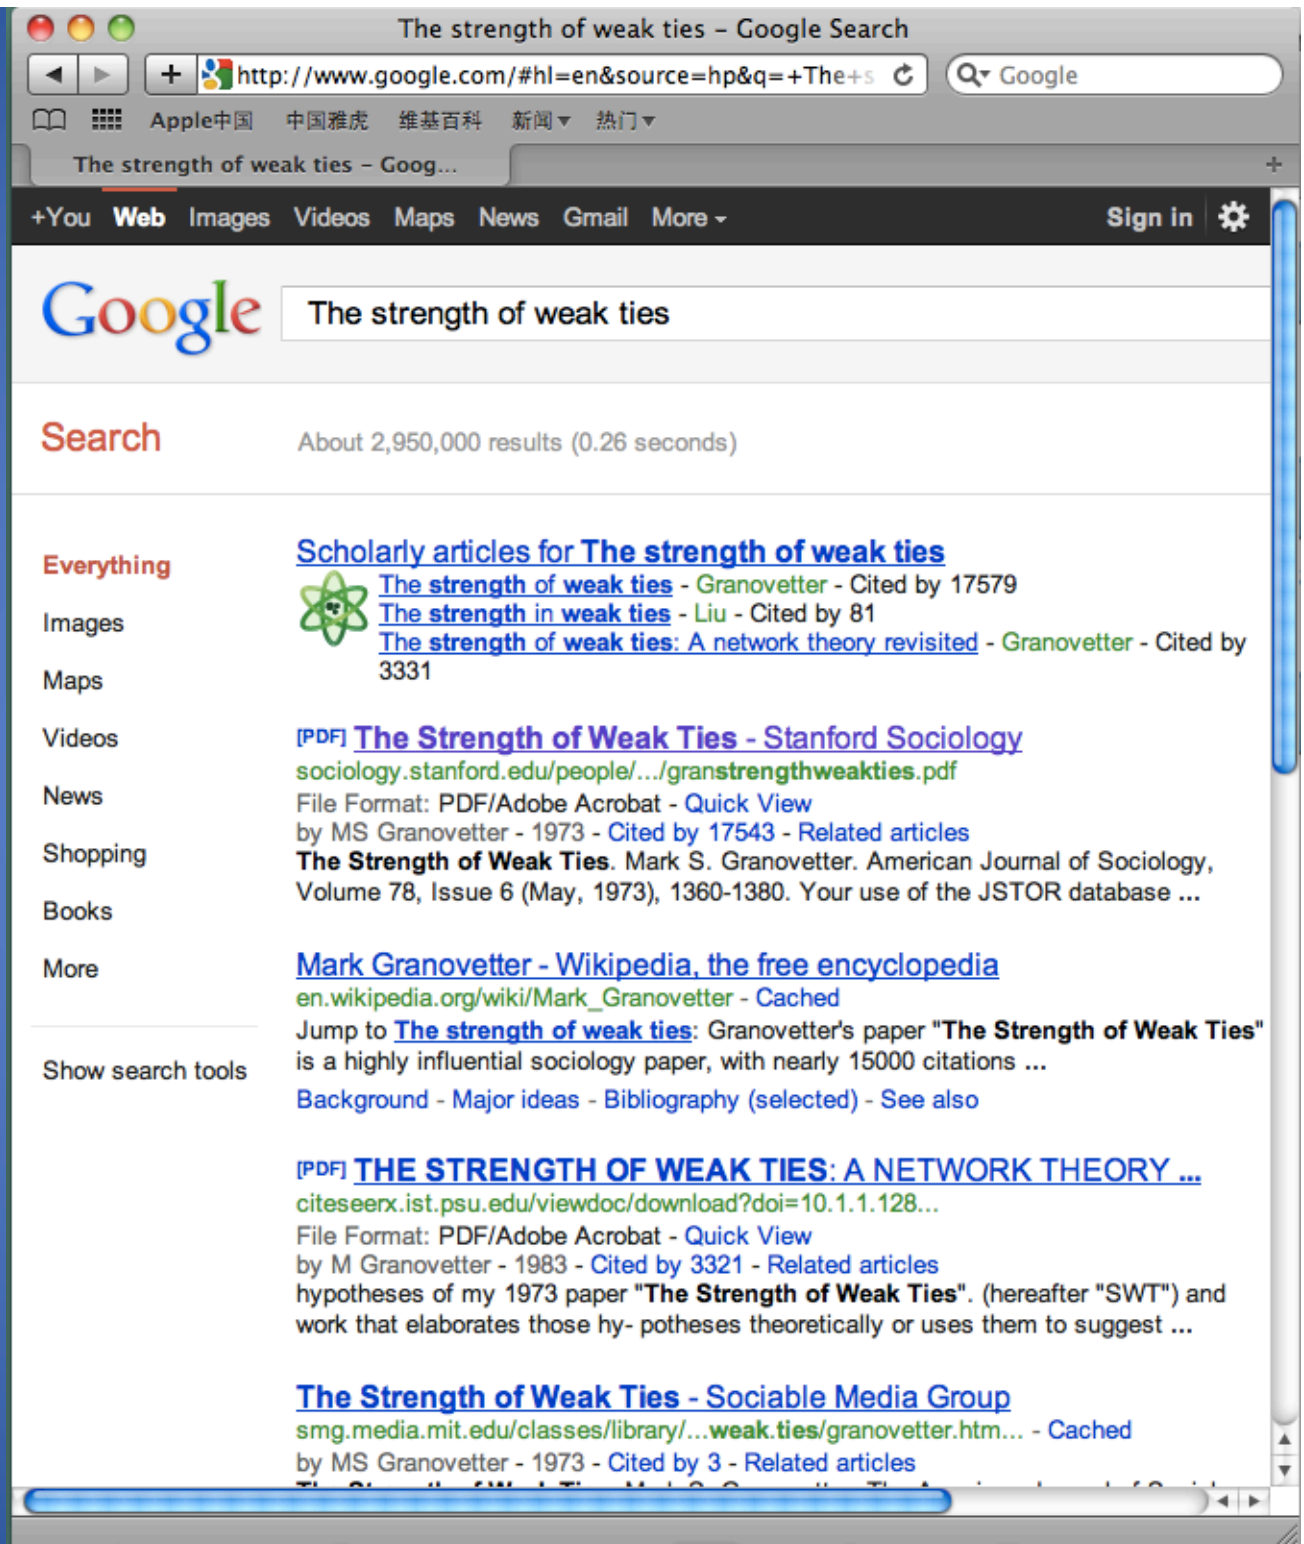 The strength of weak ties – Google Search
http://www.google.com/#hl=en&source=hp&q=+The+s
Google
Apple中国 中国雅虎 维基百科 新闻 热门
The strength of weak ties – Goog...
+You Web Images Videos Maps News Gmail More Sign in
Google The strength of weak ties
Search About 2,950,000 results (0.26 seconds)
Everything
Images
Maps
Videos
News
Shopping
Books
More
Show search tools
Scholarly articles for The strength of weak ties
The strength of weak ties - Granovetter - Cited by 17579
The strength in weak ties - Liu - Cited by 81
The strength of weak ties: A network theory revisited - Granovetter - Cited by
3331
[PDF] The Strength of Weak Ties - Stanford Sociology
sociology.stanford.edu/people/.../granstrengthweakties.pdf
File Format: PDF/Adobe Acrobat - Quick View
by MS Granovetter - 1973 - Cited by 17543 - Related articles
The Strength of Weak Ties. Mark S. Granovetter. American Journal of Sociology,
Volume 78, Issue 6 (May, 1973), 1360-1380. Your use of the JSTOR database ...
Mark Granovetter - Wikipedia, the free encyclopedia
en.wikipedia.org/wiki/Mark_Granovetter - Cached
Jump to The strength of weak ties: Granovetter's paper "The Strength of Weak Ties"
is a highly influential sociology paper, with nearly 15000 citations ...
Background - Major ideas - Bibliography (selected) - See also
[PDF] THE STRENGTH OF WEAK TIES: A NETWORK THEORY ...
citeseerx.ist.psu.edu/viewdoc/download?doi=10.1.1.128...
File Format: PDF/Adobe Acrobat - Quick View
by M Granovetter - 1983 - Cited by 3321 - Related articles
hypotheses of my 1973 paper "The Strength of Weak Ties". (hereafter "SWT") and
work that elaborates those hy- potheses theoretically or uses them to suggest ...
The Strength of Weak Ties - Sociable Media Group
smg.media.mit.edu/classes/library/...weak.ties/granovetter.htm... - Cached
by MS Granovetter - 1973 - Cited by 3 - Related articles